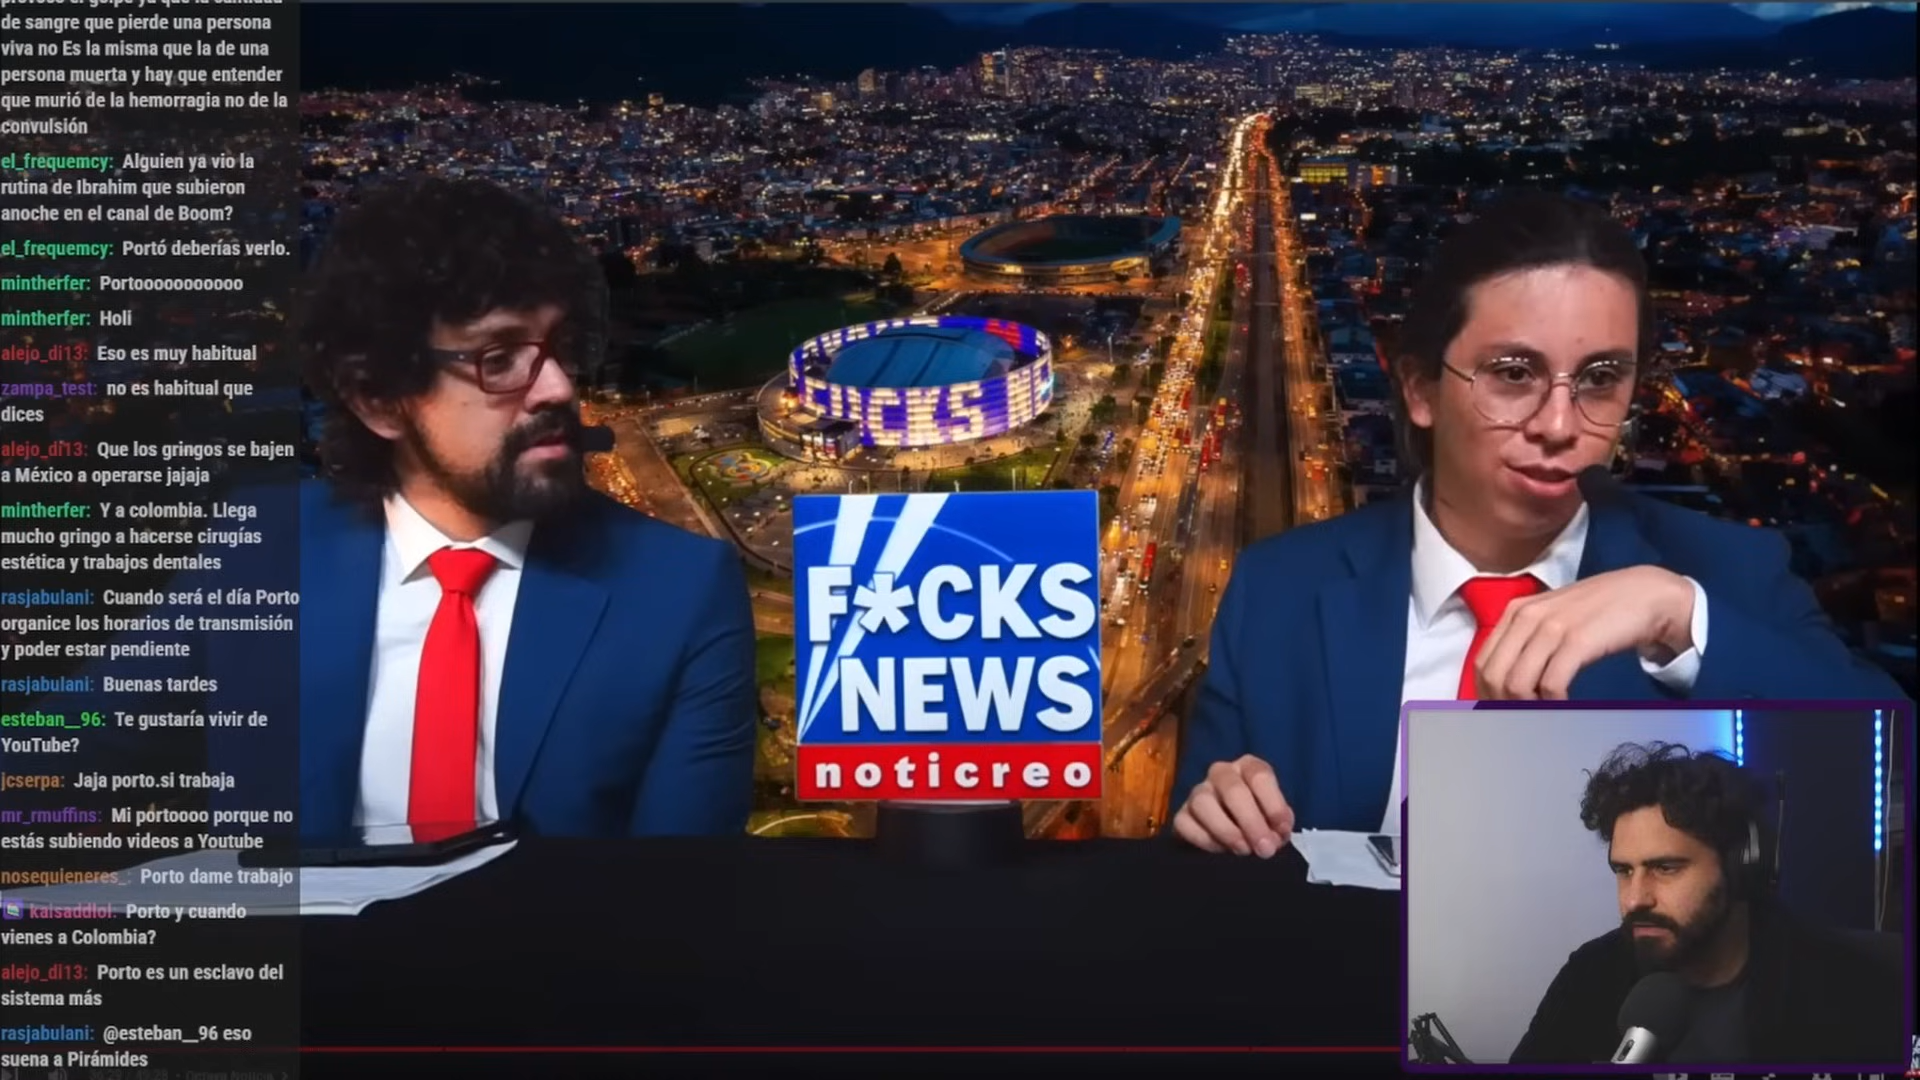 de sangre que pierde una persona
viva no Es la misma que la de una
persona muerta y hay que entender
que murió de la hemorragia no de la
convulsión
el_frequemcy: Alguien ya vio la
rutina de Ibrahim que subieron
anoche en el canal de Boom?
el_frequemcy: Portó deberías verlo.
mintherfer: Portooooooooooo
mintherfer: Holi
alejo_di13: Eso es muy habitual
zampa_test: no es habitual que
dices
alejo_di13: Que los gringos se bajen
a México a operarse jajaja
mintherfer: Y a colombia. Llega
mucho gringo a hacerse cirugías
estética y trabajos dentales
rasjabulani: Cuando será el día Porto
organice los horarios de transmisión
y poder estar pendiente
rasjabulani: Buenas tardes
esteban__96: Te gustaría vivir de
YouTube?
jcserpa: Jaja porto.si trabaja
mr_rmuffins: Mi portoooo porque no
estás subiendo videos a Youtube
nosequieneres_: Porto dame trabajo
kaisaddiol: Porto y cuando
vienes a Colombia?
alejo_di13: Porto es un esclavo del
sistema más
rasjabulani: @esteban__96 eso
suena a Pirámides
F*CKS
NEWS
noticreo